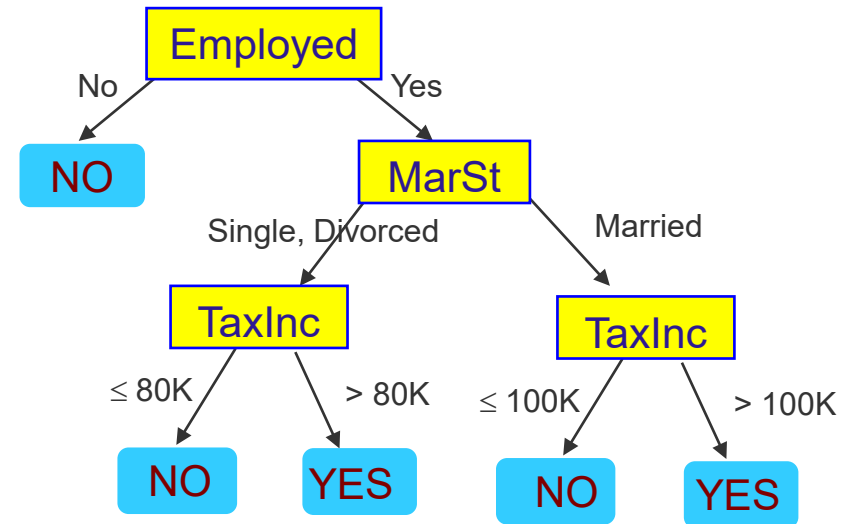 Employed
No
Yes
NO
MarSt
Single, Divorced
Married
TaxInc
TaxInc
≤ 80K
> 80K
≤ 100K
> 100K
NO
YES
NO
YES